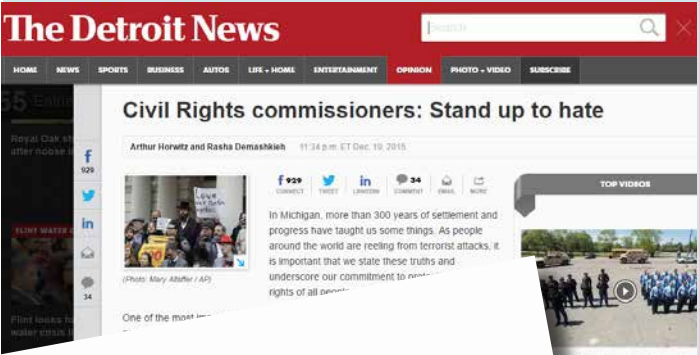 The Detroit News
Search
HOME NEWS SPORTS BUSINESS AUTOS LIFE + HOME ENTERTAINMENT OPINION PHOTO + VIDEO SUBSCRIBE
55 Entries
Royal Oak
after noose
FLINT WATER
Flint looks
water crisis
929
34
Civil Rights commissioners: Stand up to hate
Arthur Horwitz and Rasha Demashkieh 11:34 p.m. ET Dec. 10, 2015
929 CONNECT TWEET LINKEDIN 34 COMMENT EMAIL MORE
(Photo: Mary Altaffer / AP)
In Michigan, more than 300 years of settlement and
progress have taught us some things. As people
around the world are reeling from terrorist attacks, it
is important that we state these truths and
underscore our commitment to
rights of all
One of the most
TOP VIDEOS